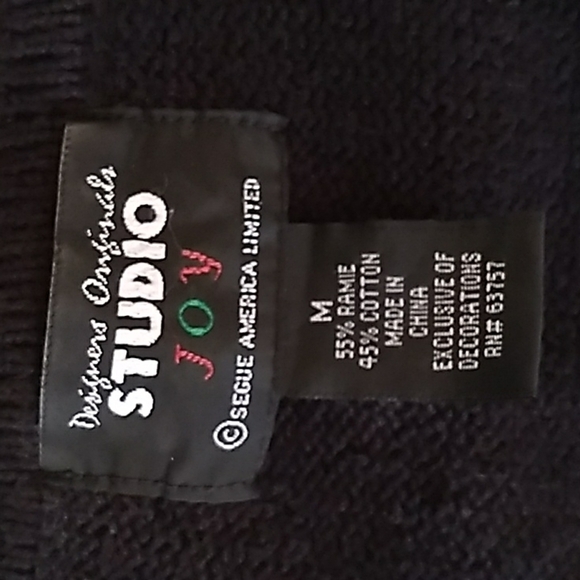 Designers Originals
STUDIO
JOY
©SEGUE AMERICA LIMITED
M
55% RAMIE
45% COTTON
MADE IN
CHINA
EXCLUSIVE OF
DECORATIONS
RN# 63757